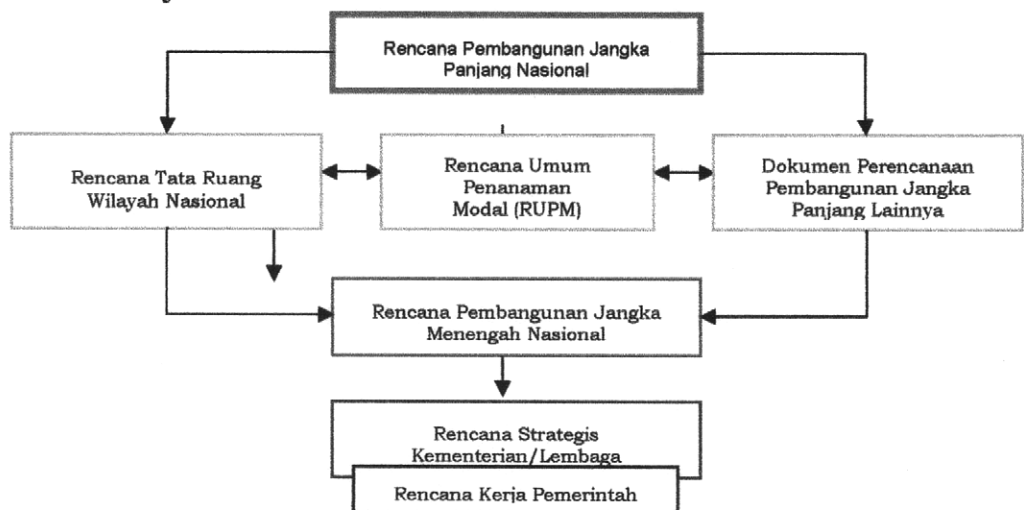 Rencana Pembangunan Jangka
Panjang Nasional
Rencana Tata Ruang
Wilayah Nasional
Rencana Umum
Penanaman
Modal (RUPM)
Dokumen Perencanaan
Pembangunan Jangka
Panjang Lainnya
Rencana Pembangunan Jangka
Menengah Nasional
Rencana Strategis
Kementerian/Lembaga
Rencana Kerja Pemerintah